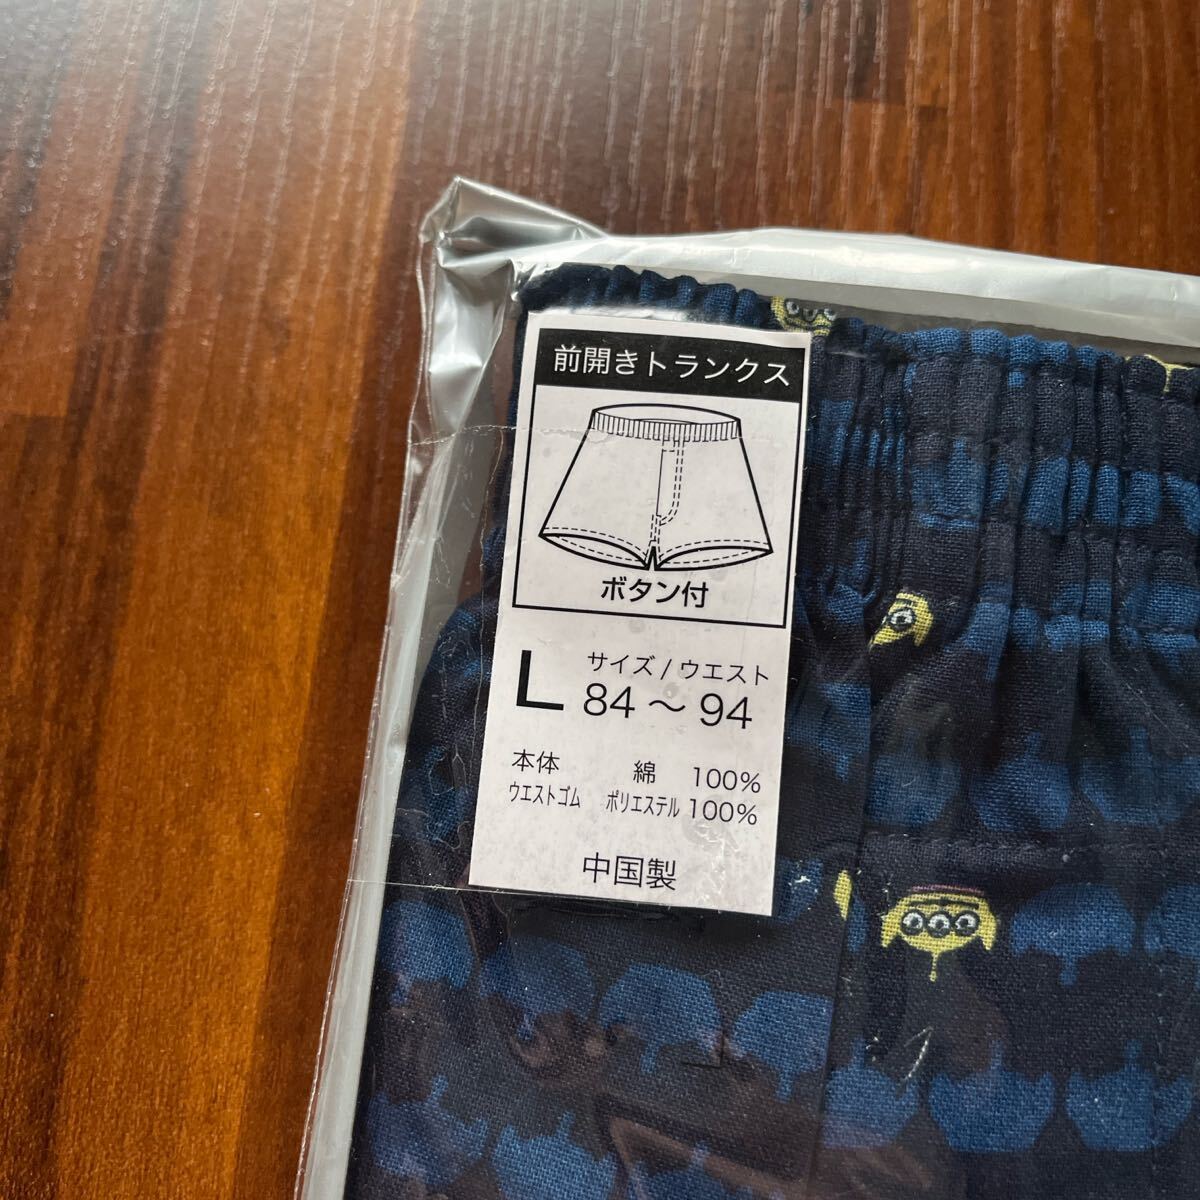 前開きトランクス
ボタン付
L サイズ/ウエスト
84～94
本体 綿 100%
ウエストゴム ポリエステル 100%
中国製